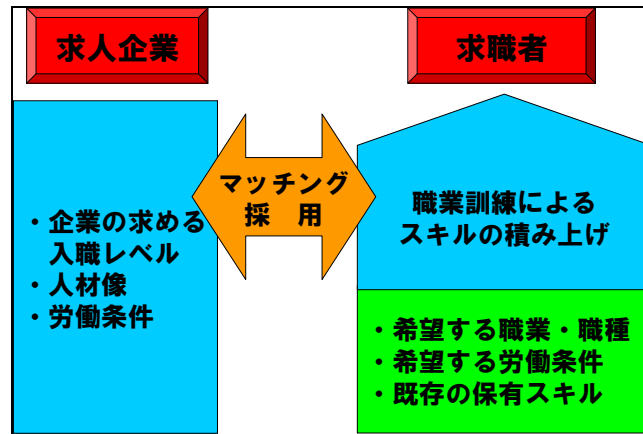 求人企業
求職者
・企業の求める
入職レベル
・人材像
・労働条件
マッチング
採　用
職業訓練による
スキルの積み上げ
・希望する職業・職種
・希望する労働条件
・既存の保有スキル